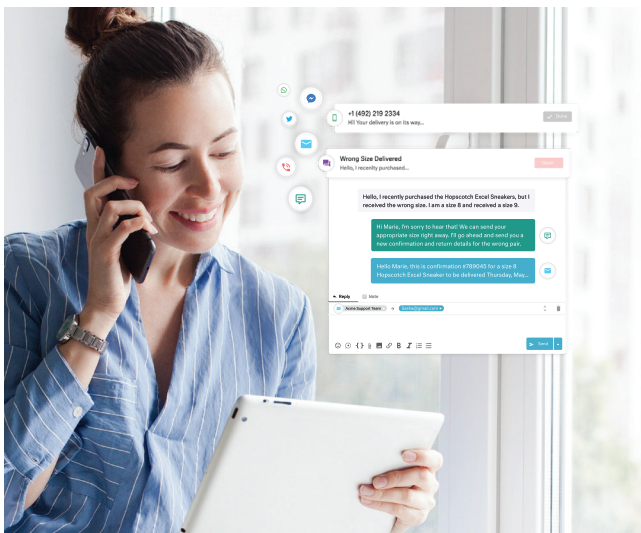 +1 (492) 219 2334
Hi! Your delivery is on its way...
Done
Wrong Size Delivered
Hello, I recently purchased...
Hello, I recently purchased the Hopscotch Excel Sneakers, but I
received the wrong size. I am a size 8 and received a size 9.
Hi Marie, I'm sorry to hear that! We can send your
appropriate size right away. I'll go ahead and send you a
new confirmation and return details for the wrong pair.
Hello Marie, this is confirmation #789045 for a size 8
Hopscotch Excel Sneaker to be delivered Thursday, May...
Reply
Note
Acme Support Team
Send